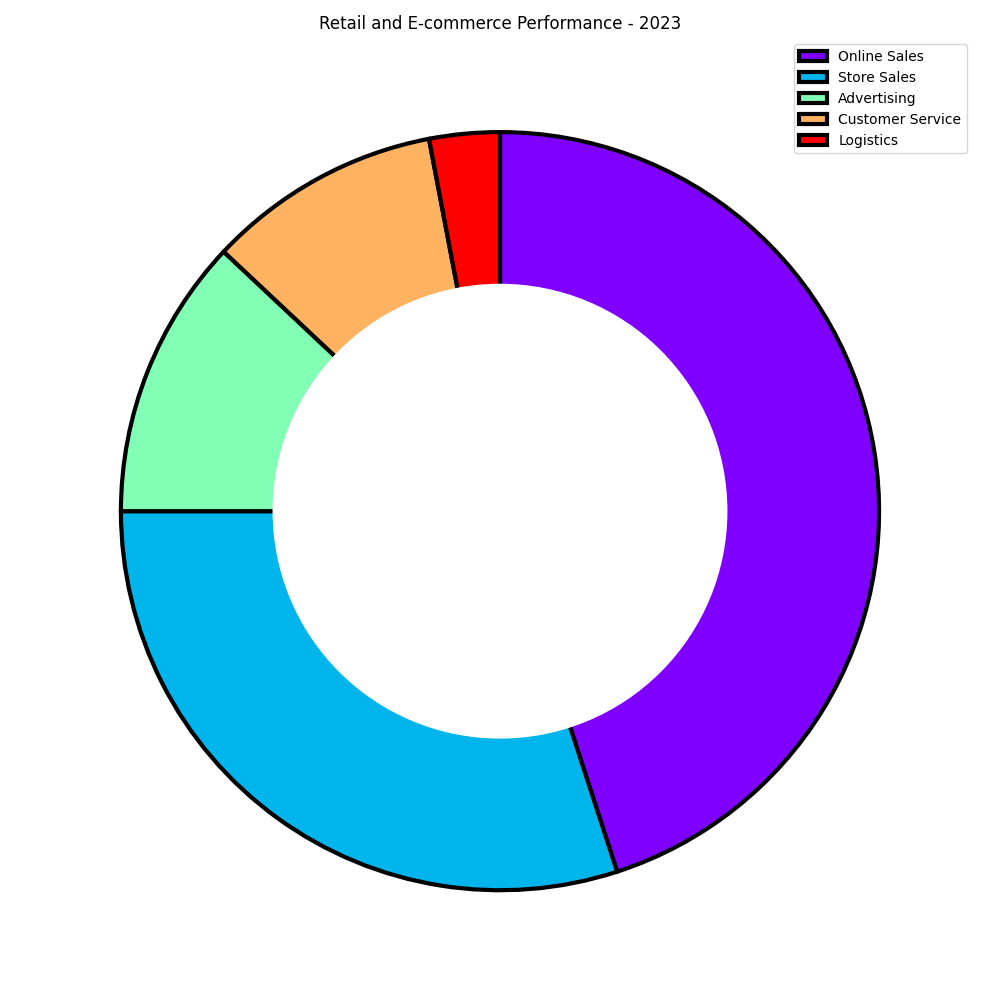 Retail and E-commerce Performance - 2023
Online Sales
Store Sales
Advertising
Customer Service
Logistics